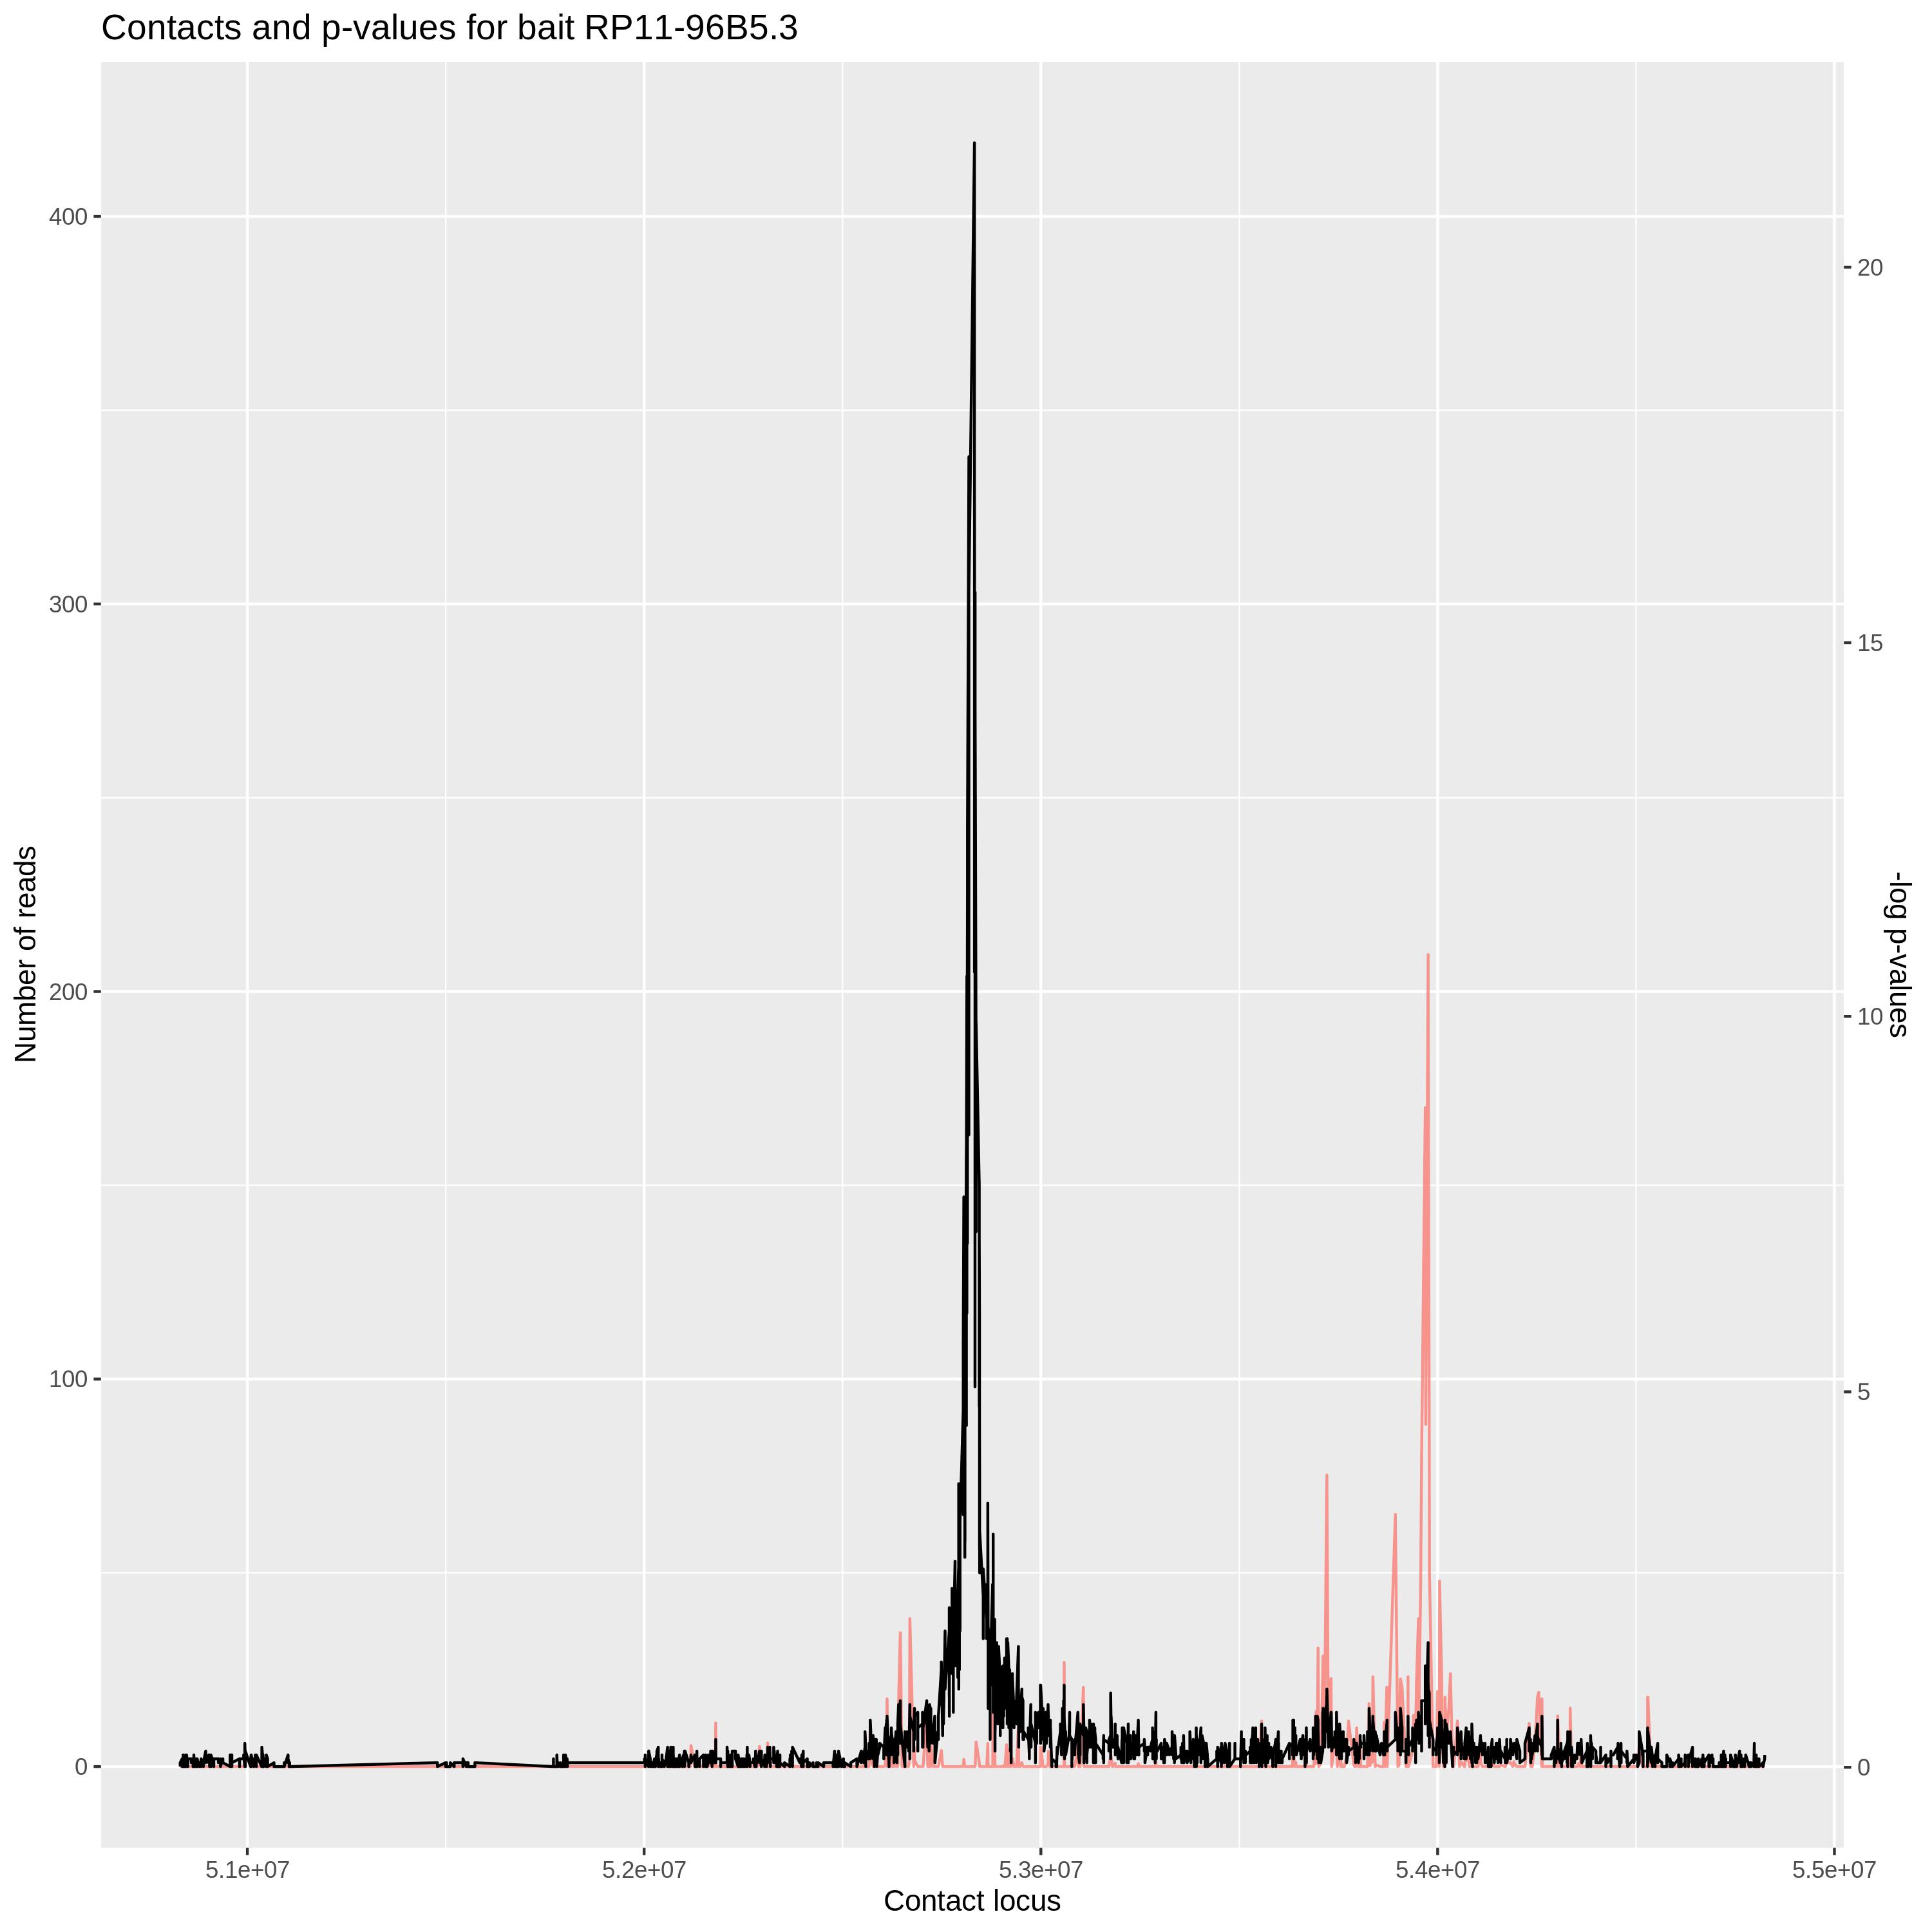 Contacts and p-values for bait RP11-96B5.3
400
300
200
100
0
Number of reads
20
15
10
5
0
-log p-values
5.1e+07
5.2e+07
5.3e+07
5.4e+07
5.5e+07
Contact locus